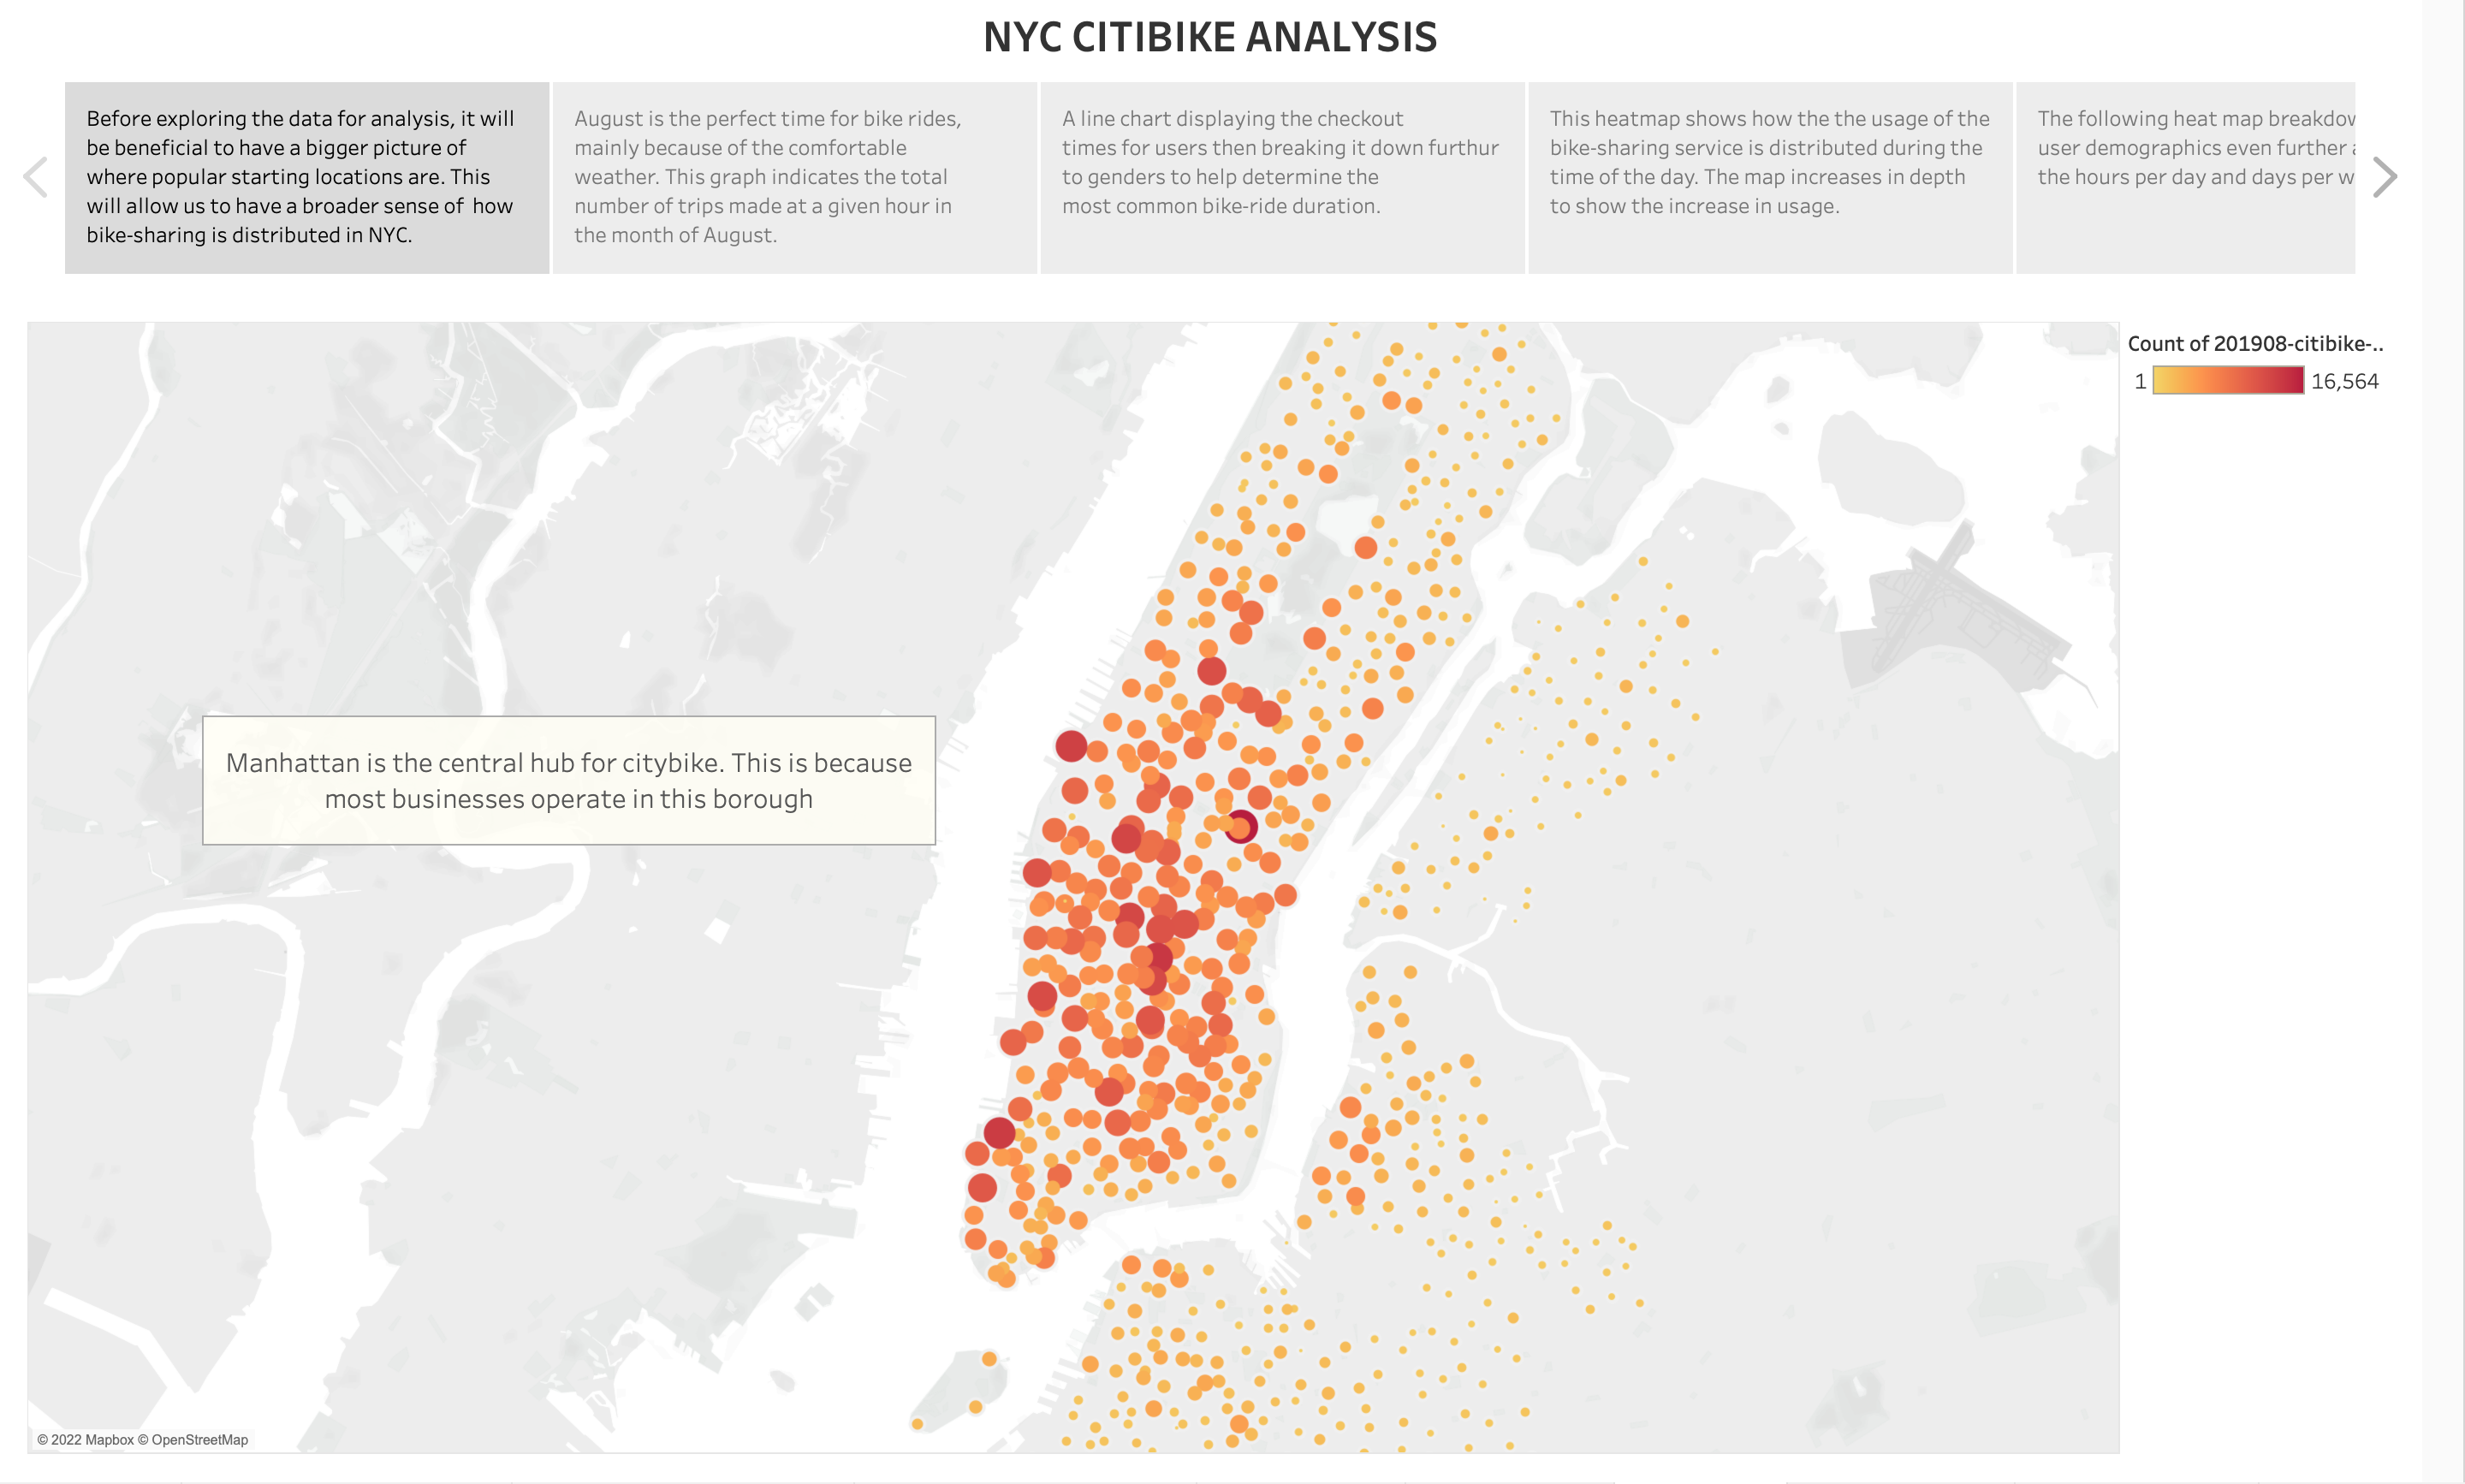 NYC CITIBIKE ANALYSIS
Before exploring the data for analysis, it will
be beneficial to have a bigger picture of
where popular starting locations are. This
will allow us to have a broader sense of  how
bike-sharing is distributed in NYC.
August is the perfect time for bike rides,
mainly because of the comfortable
weather. This graph indicates the total
number of trips made at a given hour in
the month of August.
A line chart displaying the checkout
times for users then breaking it down furthur
to genders to help determine the
most common bike-ride duration.
This heatmap shows how the the usage of the
bike-sharing service is distributed during the
time of the day. The map increases in depth
to show the increase in usage.
The following heat map
user demographics even further
the hours per day and days per
Count of 201908-citibike-..
1 16,564
Manhattan is the central hub for citybike. This is because
most businesses operate in this borough
© 2022 Mapbox © OpenStreetMap